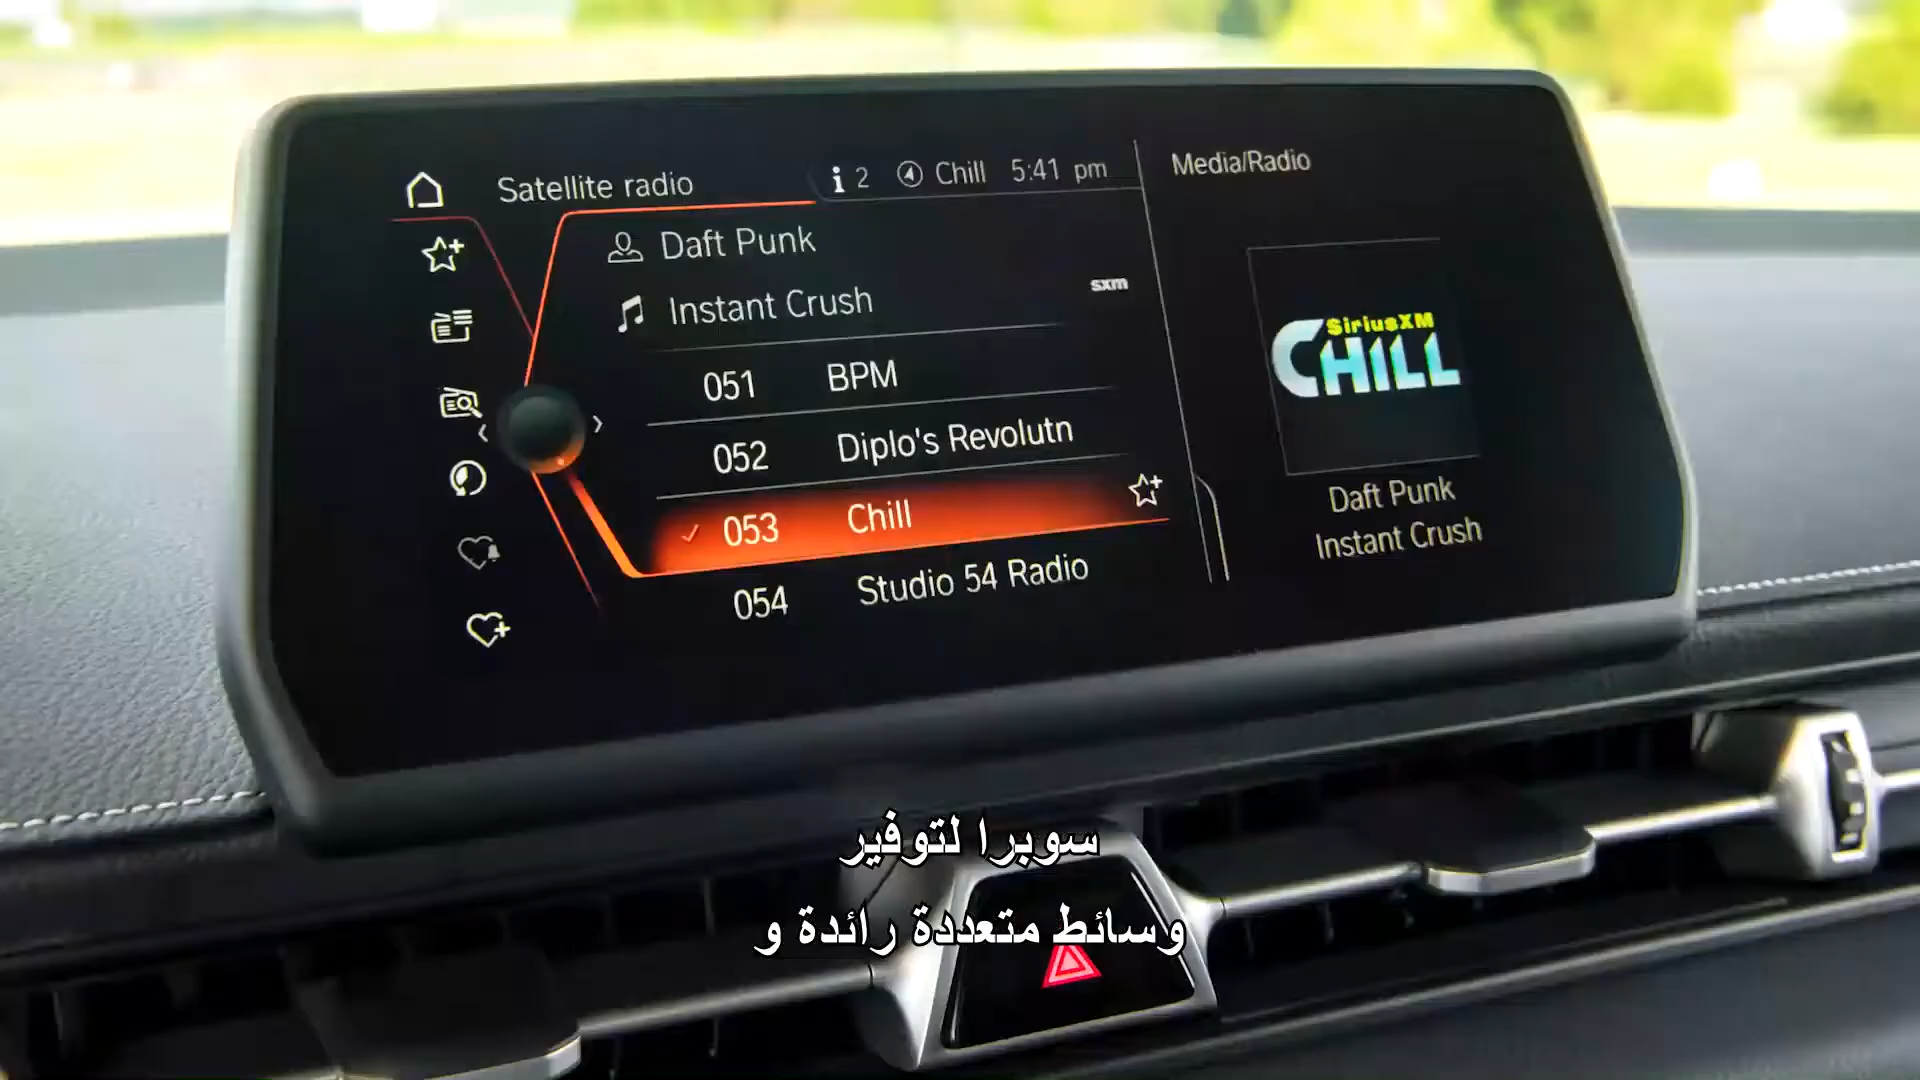 Satellite radio
2 Chill 5:41 pm
Media/Radio
Daft Punk
Instant Crush
sxm
051 BPM
052 Diplo's Revolutn
053 Chill
054 Studio 54 Radio
SiriusXM
CHILL
Daft Punk
Instant Crush
سوبرا لتوفير
وسائط متعددة رائدة و